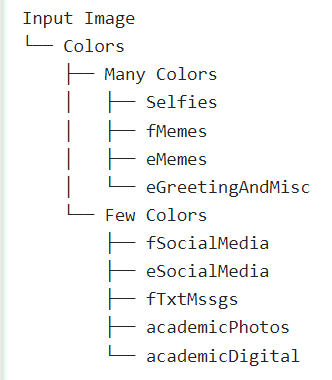 Input Image
└── Colors
    ├── Many Colors
    │   ├── Selfies
    │   ├── fMemes
    │   ├── eMemes
    │   └── eGreetingAndMisc
    └── Few Colors
        ├── fSocialMedia
        ├── eSocialMedia
        ├── fTxtMssgs
        ├── academicPhotos
        └── academicDigital